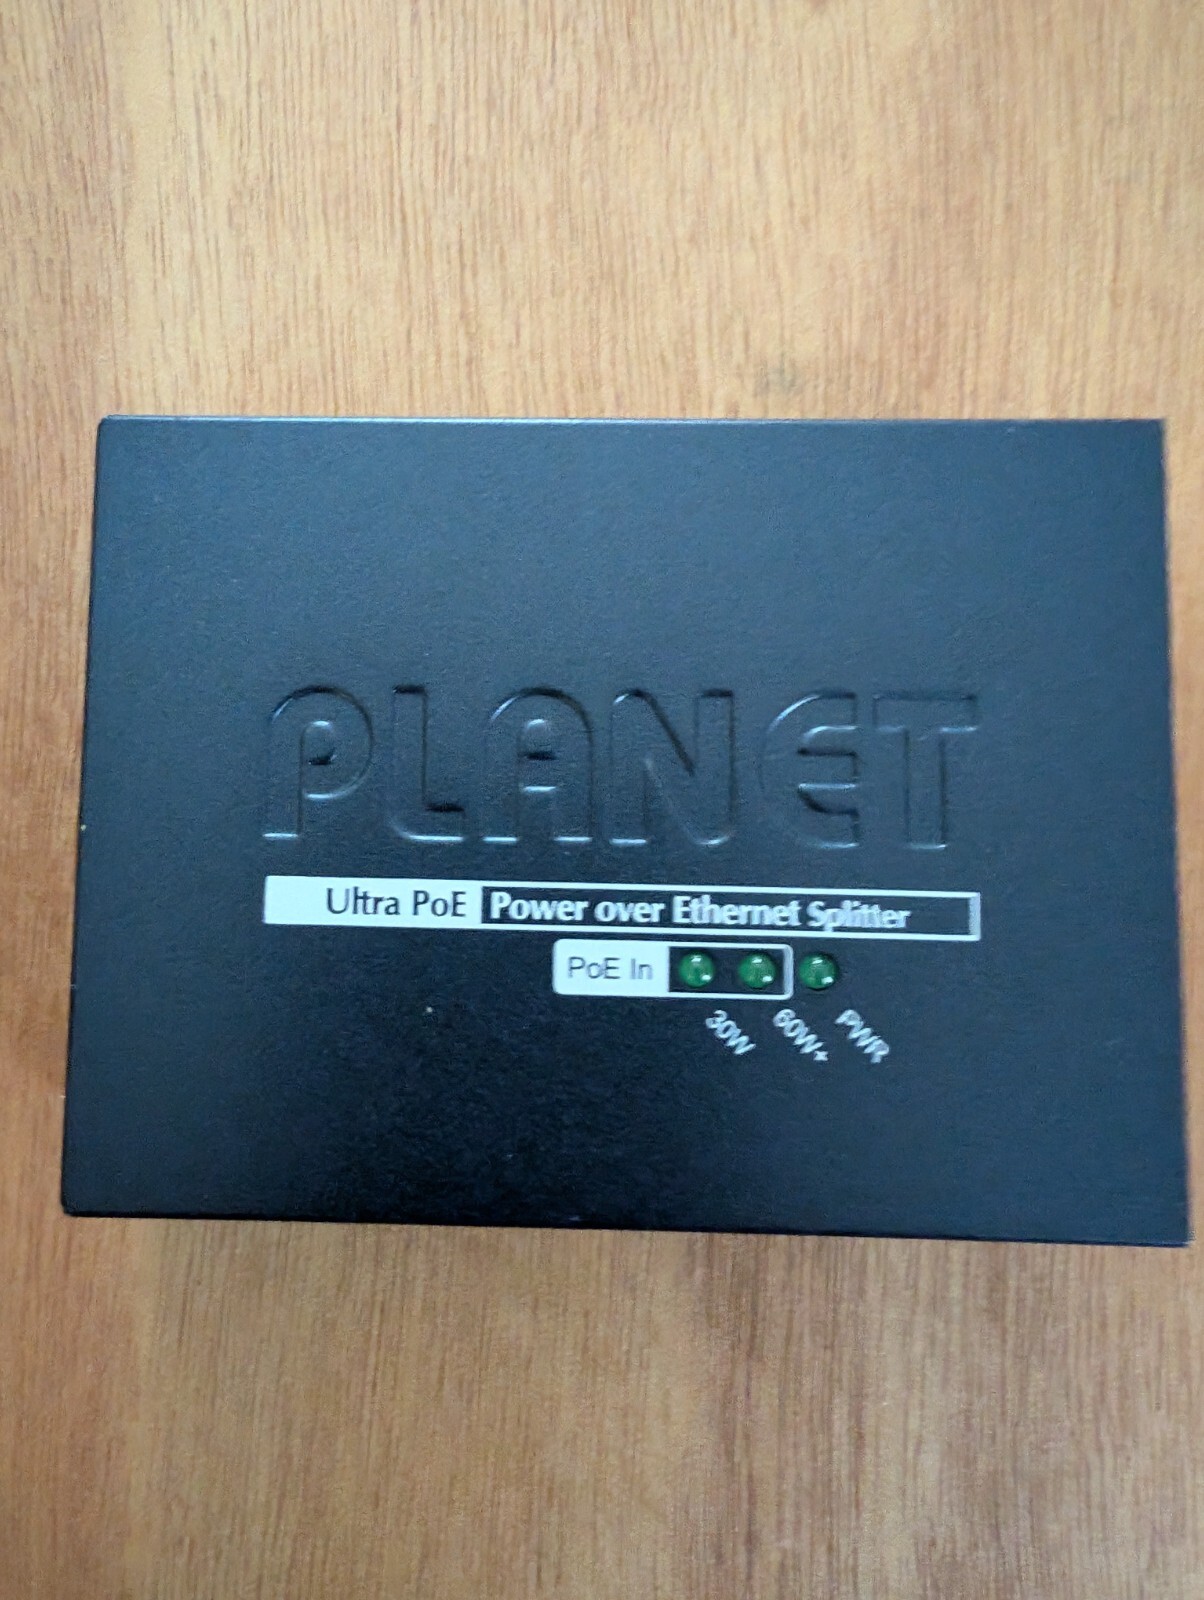 PLANET
Ultra PoE Power over Ethernet Splitter
PoE In
30W 60W+ PWR